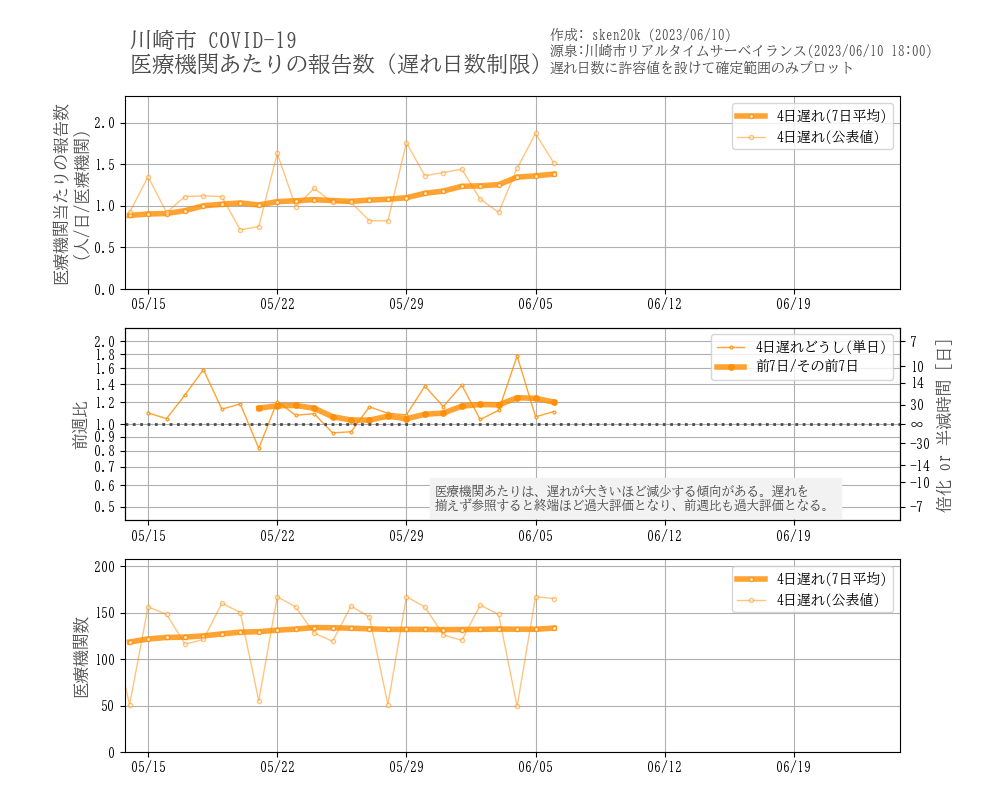 川崎市 COVID-19
医療機関あたりの報告数（遅れ日数制限）
作成: sken20k (2023/06/10)
源泉:川崎市リアルタイムサーベイランス(2023/06/10 18:00)
遅れ日数に許容値を設けて確定範囲のみプロット
医療機関当たりの報告数
(人/日/医療機関)
2.0
1.5
1.0
0.5
0.0
4日遅れ(7日平均)
4日遅れ(公表値)
05/15 05/22 05/29 06/05 06/12 06/19
前週比
2.0
1.8
1.6
1.4
1.2
1.0
0.9
0.8
0.7
0.6
0.5
4日遅れどうし(単日)
前7日/その前7日
7
10
14
30
∞
-30
-14
-10
-7
倍化 or 半減時間 [日]
医療機関あたりは、遅れが大きいほど減少する傾向がある。遅れを
揃えず参照すると終端ほど過大評価となり、前週比も過大評価となる。
05/15 05/22 05/29 06/05 06/12 06/19
医療機関数
200
150
100
50
0
4日遅れ(7日平均)
4日遅れ(公表値)
05/15 05/22 05/29 06/05 06/12 06/19